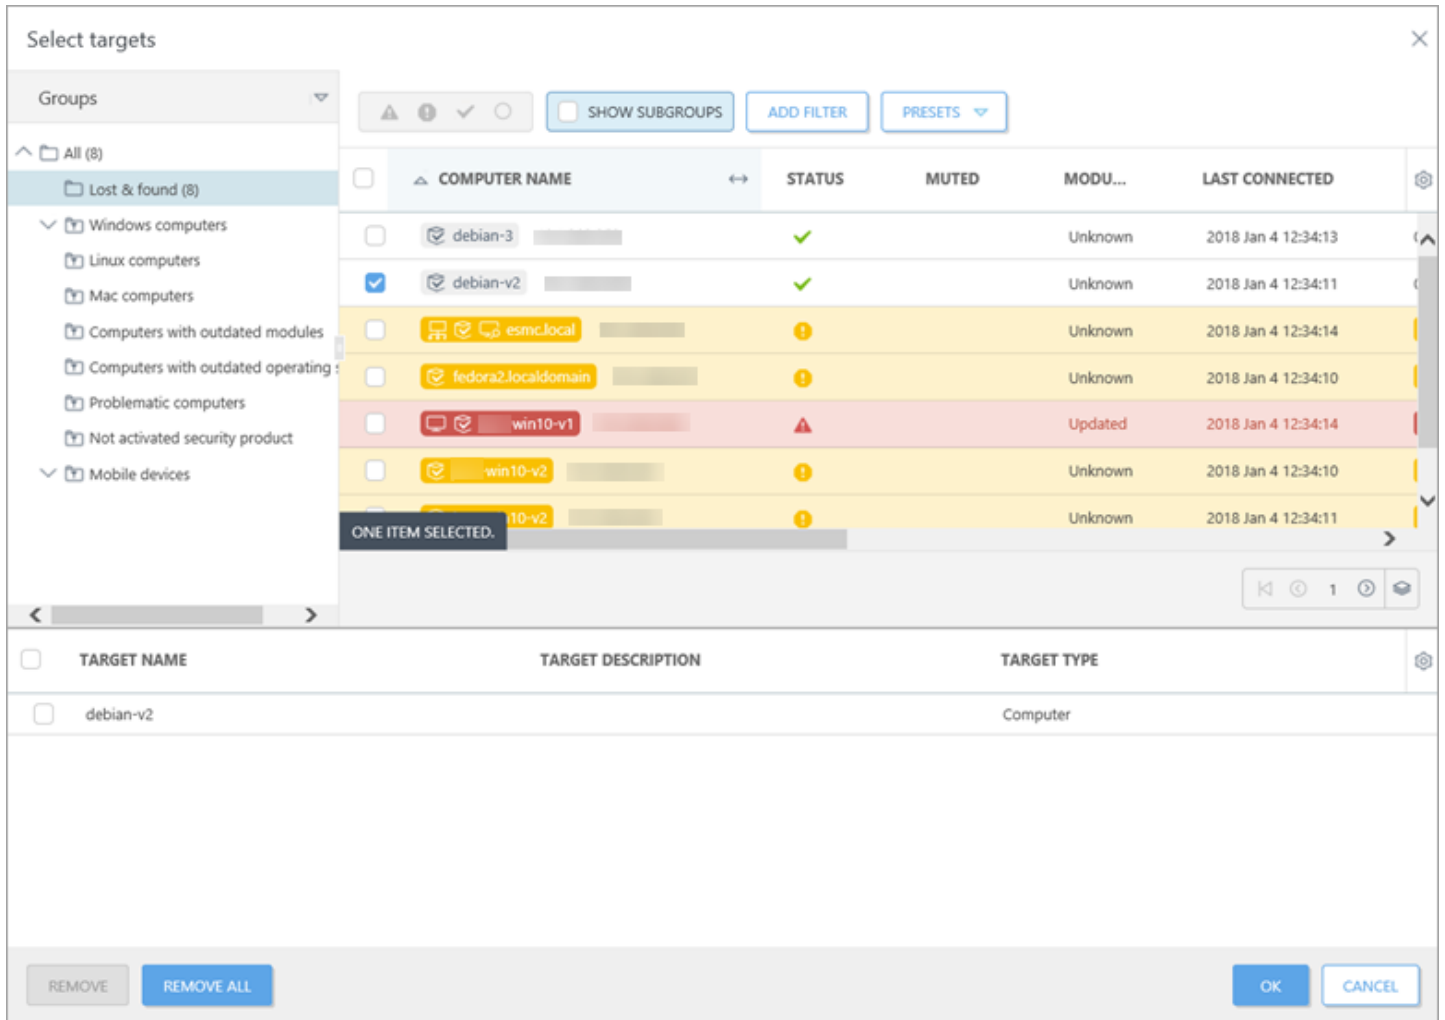 Select targets
Groups
SHOW SUBGROUPS
ADD FILTER
PRESETS
All (8)
Lost & found (8)
Windows computers
Linux computers
Mac computers
Computers with outdated modules
Computers with outdated operating
Problematic computers
Not activated security product
Mobile devices
COMPUTER NAME STATUS MUTED MODU... LAST CONNECTED
debian-3 Unknown 2018 Jan 4 12:34:13
debian-v2 Unknown 2018 Jan 4 12:34:11
esmc.local Unknown 2018 Jan 4 12:34:14
fedora2.localdomain Unknown 2018 Jan 4 12:34:10
win10-v1 Updated 2018 Jan 4 12:34:14
-win10-v2 Unknown 2018 Jan 4 12:34:10
10-v2 Unknown 2018 Jan 4 12:34:11
ONE ITEM SELECTED.
1
TARGET NAME TARGET DESCRIPTION TARGET TYPE
debian-v2 Computer
REMOVE
REMOVE ALL
OK
CANCEL